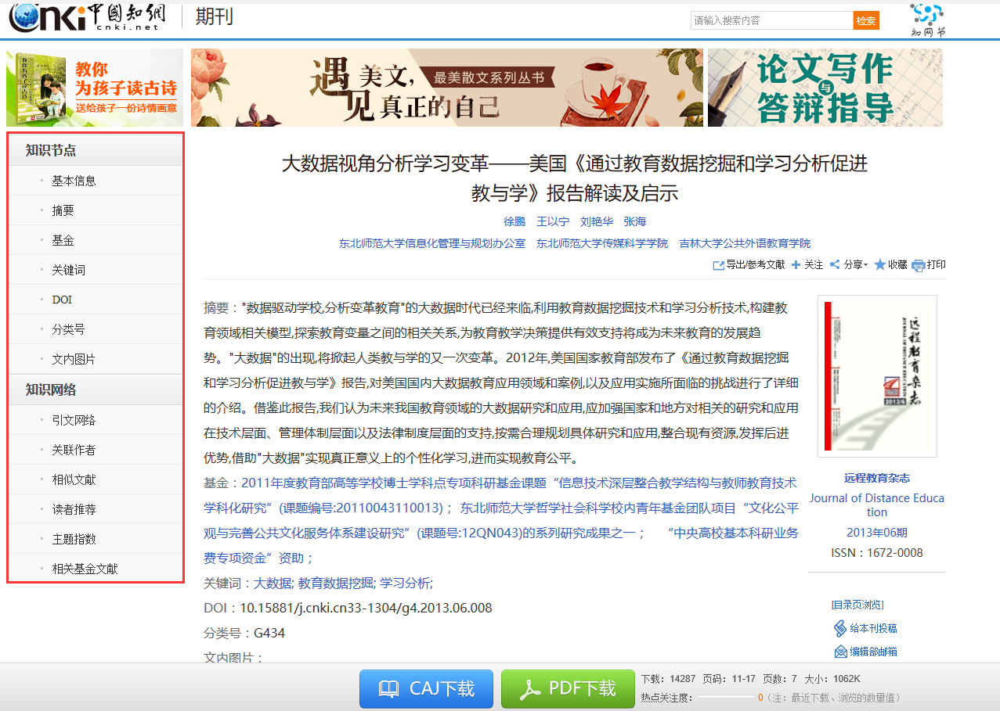 CNKI 中國知網
cnki.net
期刊
请输入搜索内容
检索
知网节
教你
为孩子读古诗
送给孩子一份诗情画意
遇见
美文,
最美散文系列丛书
真正的自己
论文写作
与
答辩指导
知识节点
基本信息
摘要
基金
关键词
DOI
分类号
文内图片
知识网络
引文网络
关联作者
相似文献
读者推荐
主题指数
相关基金文献
大数据视角分析学习变革——美国《通过教育数据挖掘和学习分析促进
教与学》报告解读及启示
徐鹏 王以宁 刘艳华 张海
东北师范大学信息化管理与规划办公室 东北师范大学传媒科学学院 吉林大学公共外语教育学院
导出/参考文献 关注 分享 收藏 打印
摘要："数据驱动学校,分析变革教育"的大数据时代已经来临,利用教育数据挖掘技术和学习分析技术,构建教
育领域相关模型,探索教育变量之间的相关关系,为教育教学决策提供有效支持将成为未来教育的发展趋
势。"大数据"的出现,将掀起人类教与学的又一次变革。2012年,美国国家教育部发布了《通过教育数据挖掘
和学习分析促进教与学》报告,对美国国内大数据教育应用领域和案例,以及应用实施所面临的挑战进行了详细
的介绍。借鉴此报告,我们认为未来我国教育领域的大数据研究和应用,应加强国家和地方对相关的研究和应用
在技术层面、管理体制层面以及法律制度层面的支持,按需合理规划具体研究和应用,整合现有资源,发挥后进
优势,借助"大数据"实现真正意义上的个性化学习,进而实现教育公平。
基金：2011年度教育部高等学校博士学科点专项科研基金课题“信息技术深层整合教学结构与教师教育技术
学科化研究”(课题编号:20110043110013)； 东北师范大学哲学社会科学校内青年基金团队项目“文化公平
观与完善公共文化服务体系建设研究”(课题号:12QN043)的系列研究成果之一； “中央高校基本科研业务
费专项资金”资助；
关键词：大数据; 教育数据挖掘; 学习分析;
DOI：10.15881/j.cnki.cn33-1304/g4.2013.06.008
分类号：G434
文内图片：
远程教育杂志
JOURNAL OF DISTANCE EDUCATION
2013/6
远程教育杂志
Journal of Distance Educa
tion
2013年06期
ISSN：1672-0008
[目录页浏览]
给本刊投稿
编辑部邮箱
CAJ下载
PDF下载
下载：14287 页码：11-17 页数：7 大小：1062K
热点关注度： 0（注：最近下载、浏览的数量值）